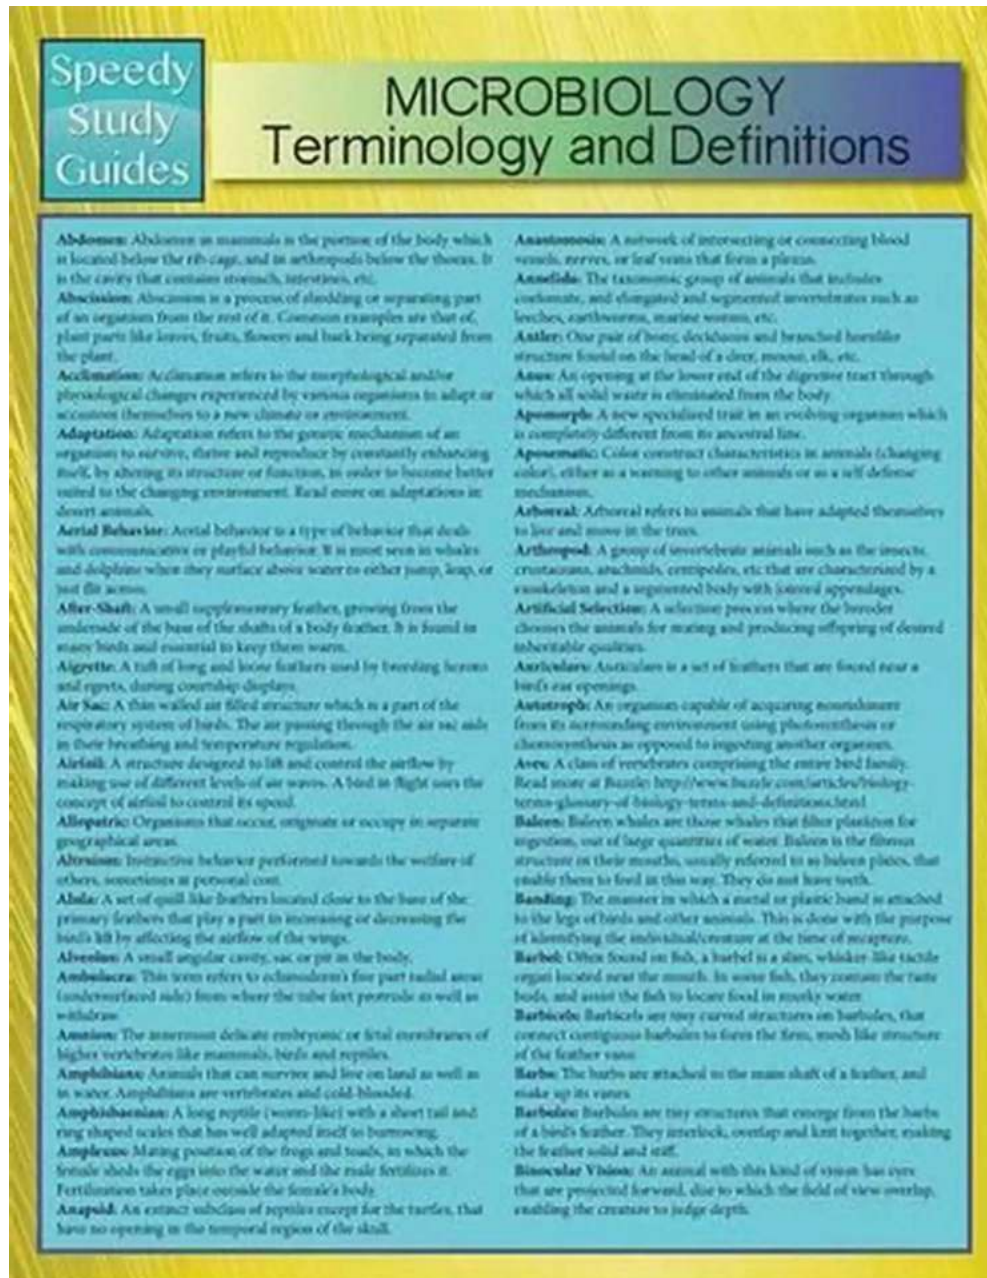 Speedy
Study
Guides
MICROBIOLOGY
Terminology and Definitions
Abdomen: Abdomen in mammals is the portion of the body which
is located below the rib cage, and in arthropods below the thorax. It
is the cavity that contains stomach, intestines, etc.
Abscission: Abscission is a process of shedding or separating part
of an organism from the rest of it. Common examples are that of,
plant parts like leaves, fruits, flowers and bark being separated from
the plant.
Acclimation: Acclimation refers to the morphological and/or
physiological changes experienced by various organisms to adapt or
accustom themselves to a new climate or environment.
Adaptation: Adaptation refers to the genetic mechanism of an
organism to survive, thrive and reproduce by constantly enhancing
itself, by altering its structure or function, in order to become better
suited to the changing environment. Read more on adaptations in
desert animals.
Aerial Behavior: Aerial behavior is a type of behavior that deals
with communicative or playful behavior. It is most seen in whales
and dolphins when they surface above water to either jump, leap, or
just flit across.
After-Shaft: A small supplementary feather, growing from the
underside of the base of the shafts of a body feather. It is found in
many birds and essential to keep them warm.
Aigrette: A tuft of long and loose feathers used by breeding herons
and egrets, during courtship displays.
Air Sac: A thin walled air filled structure which is a part of the
respiratory system of birds. The air passing through the air sac aids
in their breathing and temperature regulation.
Airfoil: A structure designed to lift and control the airflow by
making use of different levels of air waves. A bird in flight uses the
concept of airfoil to control its speed.
Allopatric: Organisms that occur, originate or occupy in separate
geographical areas.
Altruism: Instinctive behavior performed towards the welfare of
others, sometimes at personal cost.
Alula: A set of quill like feathers located close to the base of the
primary feathers that play a part in increasing or decreasing the
bird's lift by affecting the airflow of the wings.
Alveolus: A small angular cavity, sac or pit in the body.
Ambulacra: This term refers to echinoderm's five part radial areas
(undersurfaced side) from where the tube feet protrude as well as
withdraw.
Amnion: The innermost delicate embryonic or fetal membranes of
higher vertebrates like mammals, birds and reptiles.
Amphibians: Animals that can survive and live on land as well as
in water. Amphibians are vertebrates and cold-blooded.
Amphisbaenian: A long reptile (worm-like) with a short tail and
ring shaped scales that has well adapted itself to burrowing.
Amplexus: Mating position of the frogs and toads, in which the
female sheds the eggs into the water and the male fertilizes it.
Fertilization takes place outside the female's body.
Anapsid: An extinct subclass of reptiles except for the turtles, that
have no opening in the temporal region of the skull.
Anastomosis: A network of intersecting or connecting blood
vessels, nerves, or leaf veins that form a plexus.
Annelida: The taxonomic group of animals that includes
coelomate, and elongated and segmented invertebrates such as
leeches, earthworms, marine worms, etc.
Antler: One pair of bony, deciduous and branched hornlike
structure found on the head of a deer, moose, elk, etc.
Anus: An opening at the lower end of the digestive tract through
which all solid waste is eliminated from the body.
Apomorph: A new specialized trait in an evolving organism which
is completely different from its ancestral line.
Aposematic: Color construct characteristics in animals (changing
color), either as a warning to other animals or as a self defense
mechanism.
Arboreal: Arboreal refers to animals that have adapted themselves
to live and move in the trees.
Arthropod: A group of invertebrate animals such as the insects,
crustaceans, arachnids, centipedes, etc that are characterized by a
exoskeleton and a segmented body with jointed appendages.
Artificial Selection: A selection process where the breeder
chooses the animals for mating and producing offspring of desired
inheritable qualities.
Auriculars: Auriculars is a set of feathers that are found near a
bird's ear openings.
Autotroph: An organism capable of acquiring nourishment
from its surrounding environment using photosynthesis or
chemosynthesis as opposed to ingesting another organism.
Aves: A class of vertebrates comprising the entire bird family.
Read more at Buzzle: http://www.buzzle.com/articles/biology-
terms-glossary-of-biology-terms-and-definitions.html
Baleen: Baleen whales are those whales that filter plankton for
ingestion, out of large quantities of water. Baleen is the fibrous
structure in their mouths, usually referred to as baleen plates, that
enable them to feed in this way. They do not have teeth.
Banding: The manner in which a metal or plastic band is attached
to the legs of birds and other animals. This is done with the purpose
of identifying the individual/creature at the time of recapture.
Barbel: Often found on fish, a barbel is a slim, whisker-like tactile
organ located near the mouth. In some fish, they contain the taste
buds, and assist the fish to locate food in murky water.
Barbicels: Barbicels are tiny curved structures on barbules, that
connect contiguous barbules to form the firm, mesh like structure
of the feather vane.
Barbs: The barbs are attached to the main shaft of a feather, and
make up its vanes.
Barbules: Barbules are tiny structures that emerge from the barbs
of a bird's feather. They interlock, overlap and knit together, making
the feather solid and stiff.
Binocular Vision: An animal with this kind of vision has eyes
that are projected forward, due to which the field of view overlap,
enabling the creature to judge depth.